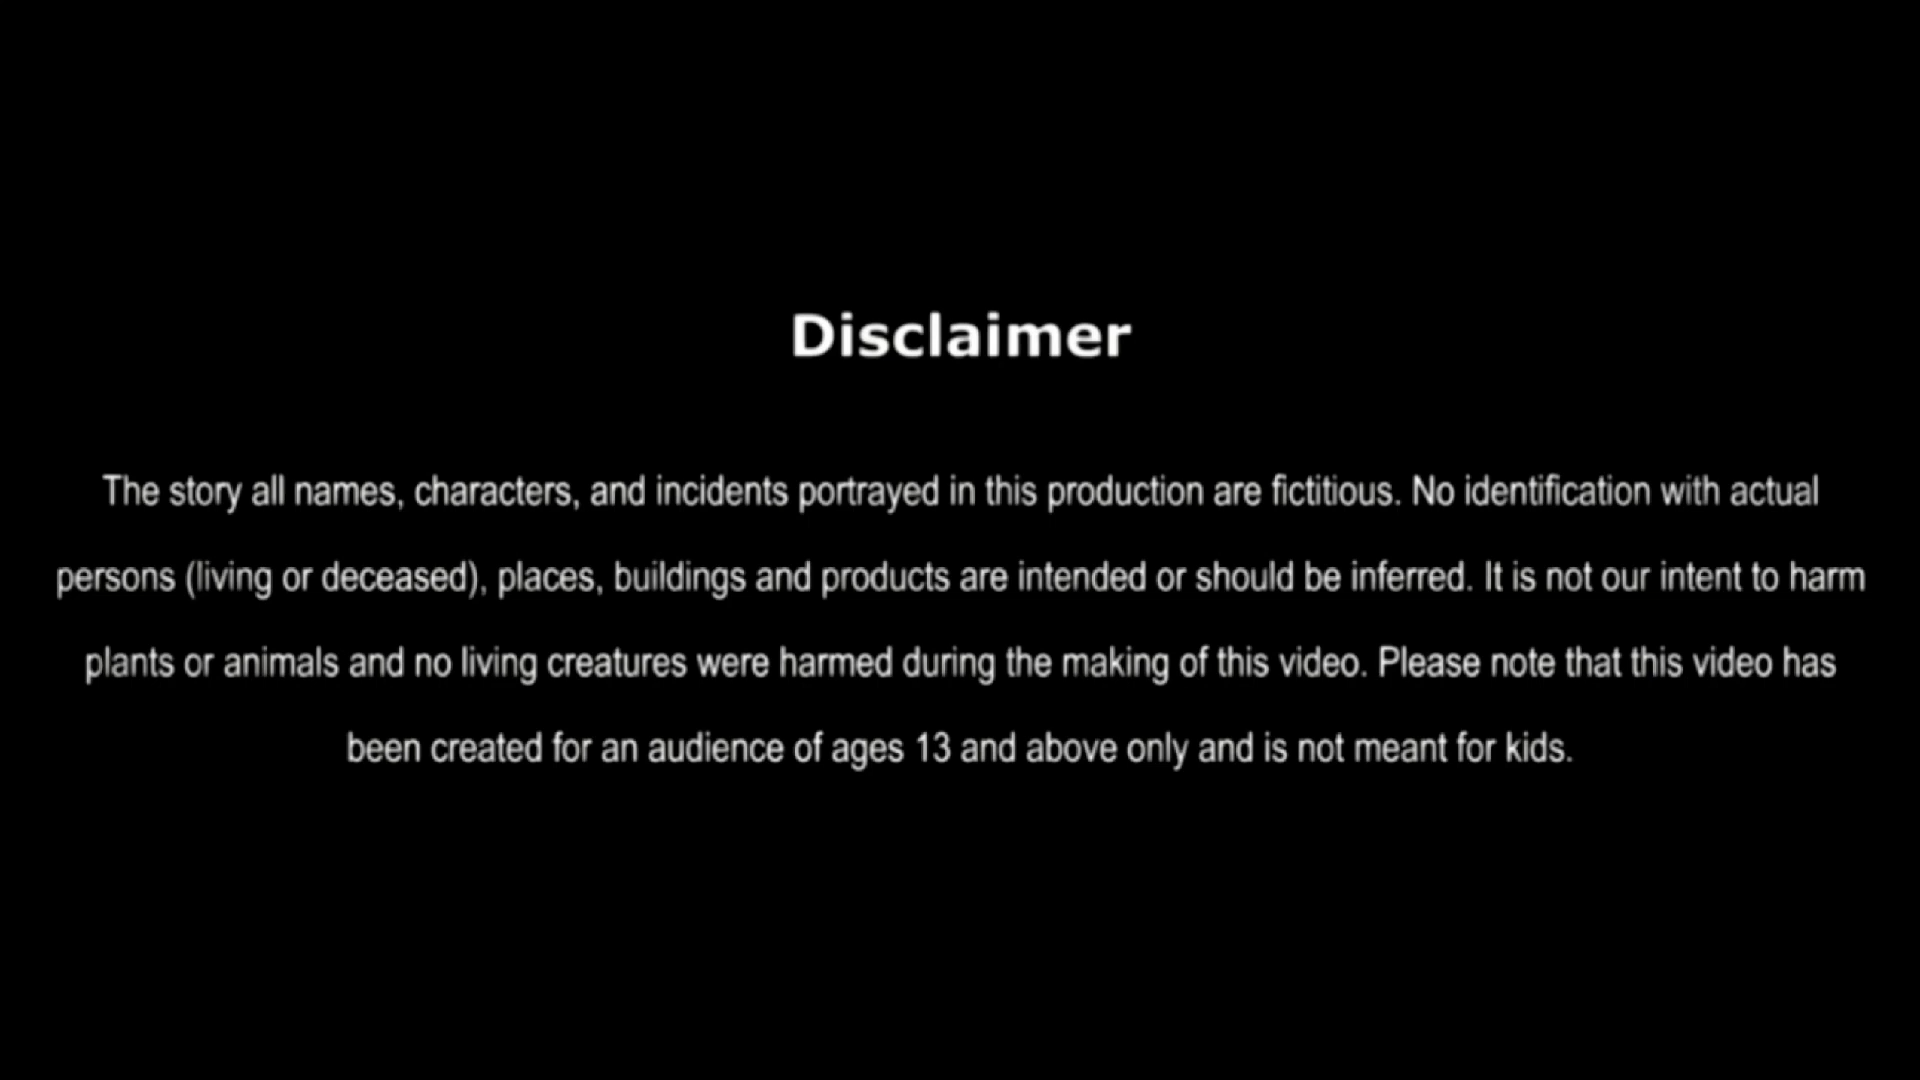 Disclaimer
The story all names, characters, and incidents portrayed in this production are fictitious. No identification with actual
persons (living or deceased), places, buildings and products are intended or should be inferred. It is not our intent to harm
plants or animals and no living creatures were harmed during the making of this video. Please note that this video has
been created for an audience of ages 13 and above only and is not meant for kids.